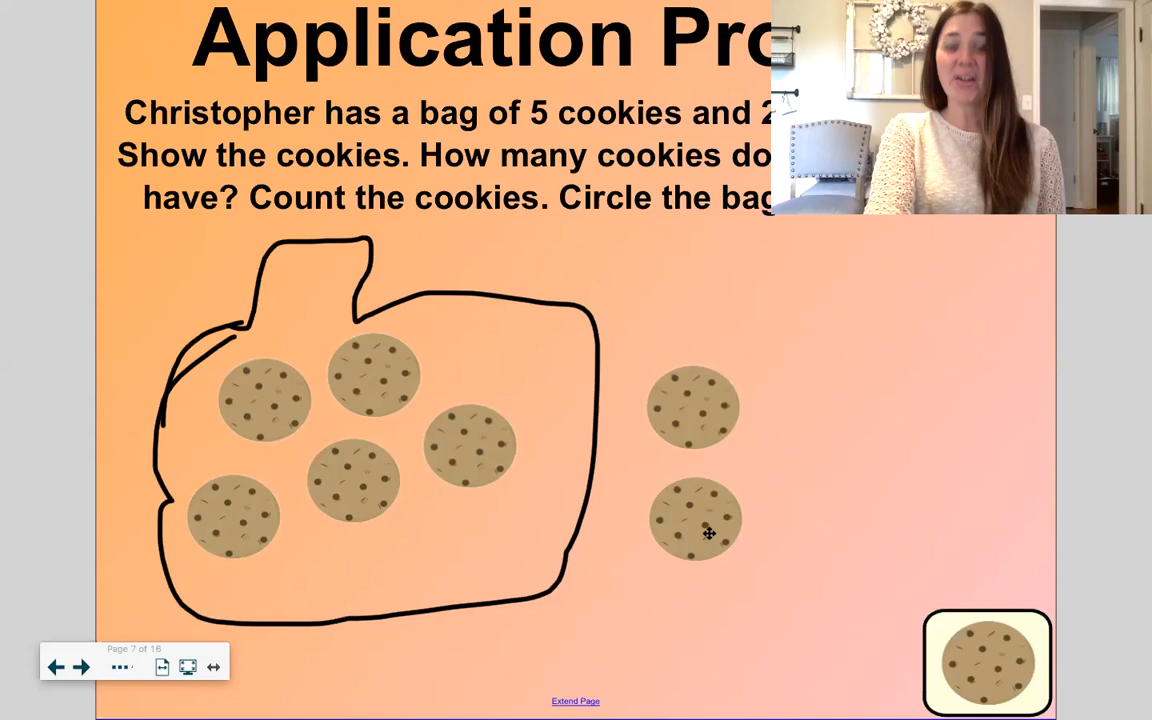 Application Pro
Christopher has a bag of 5 cookies and 2
Show the cookies. How many cookies do
have? Count the cookies. Circle the bag
Page 7 of 16
Extend Page